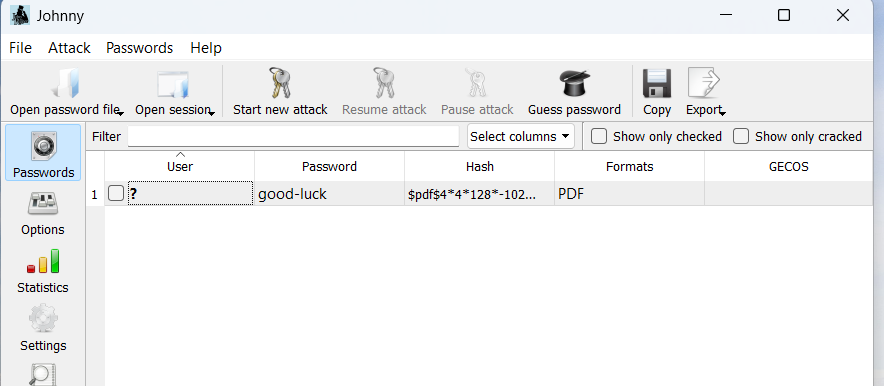 Johnny
File Attack Passwords Help
Open password file Open session Start new attack Resume attack Pause attack Guess password Copy Export
Filter Select columns Show only checked Show only cracked
Passwords
User Password Hash Formats GECOS
1 ? good-luck $pdf$4*4*128*-102... PDF
Options
Statistics
Settings